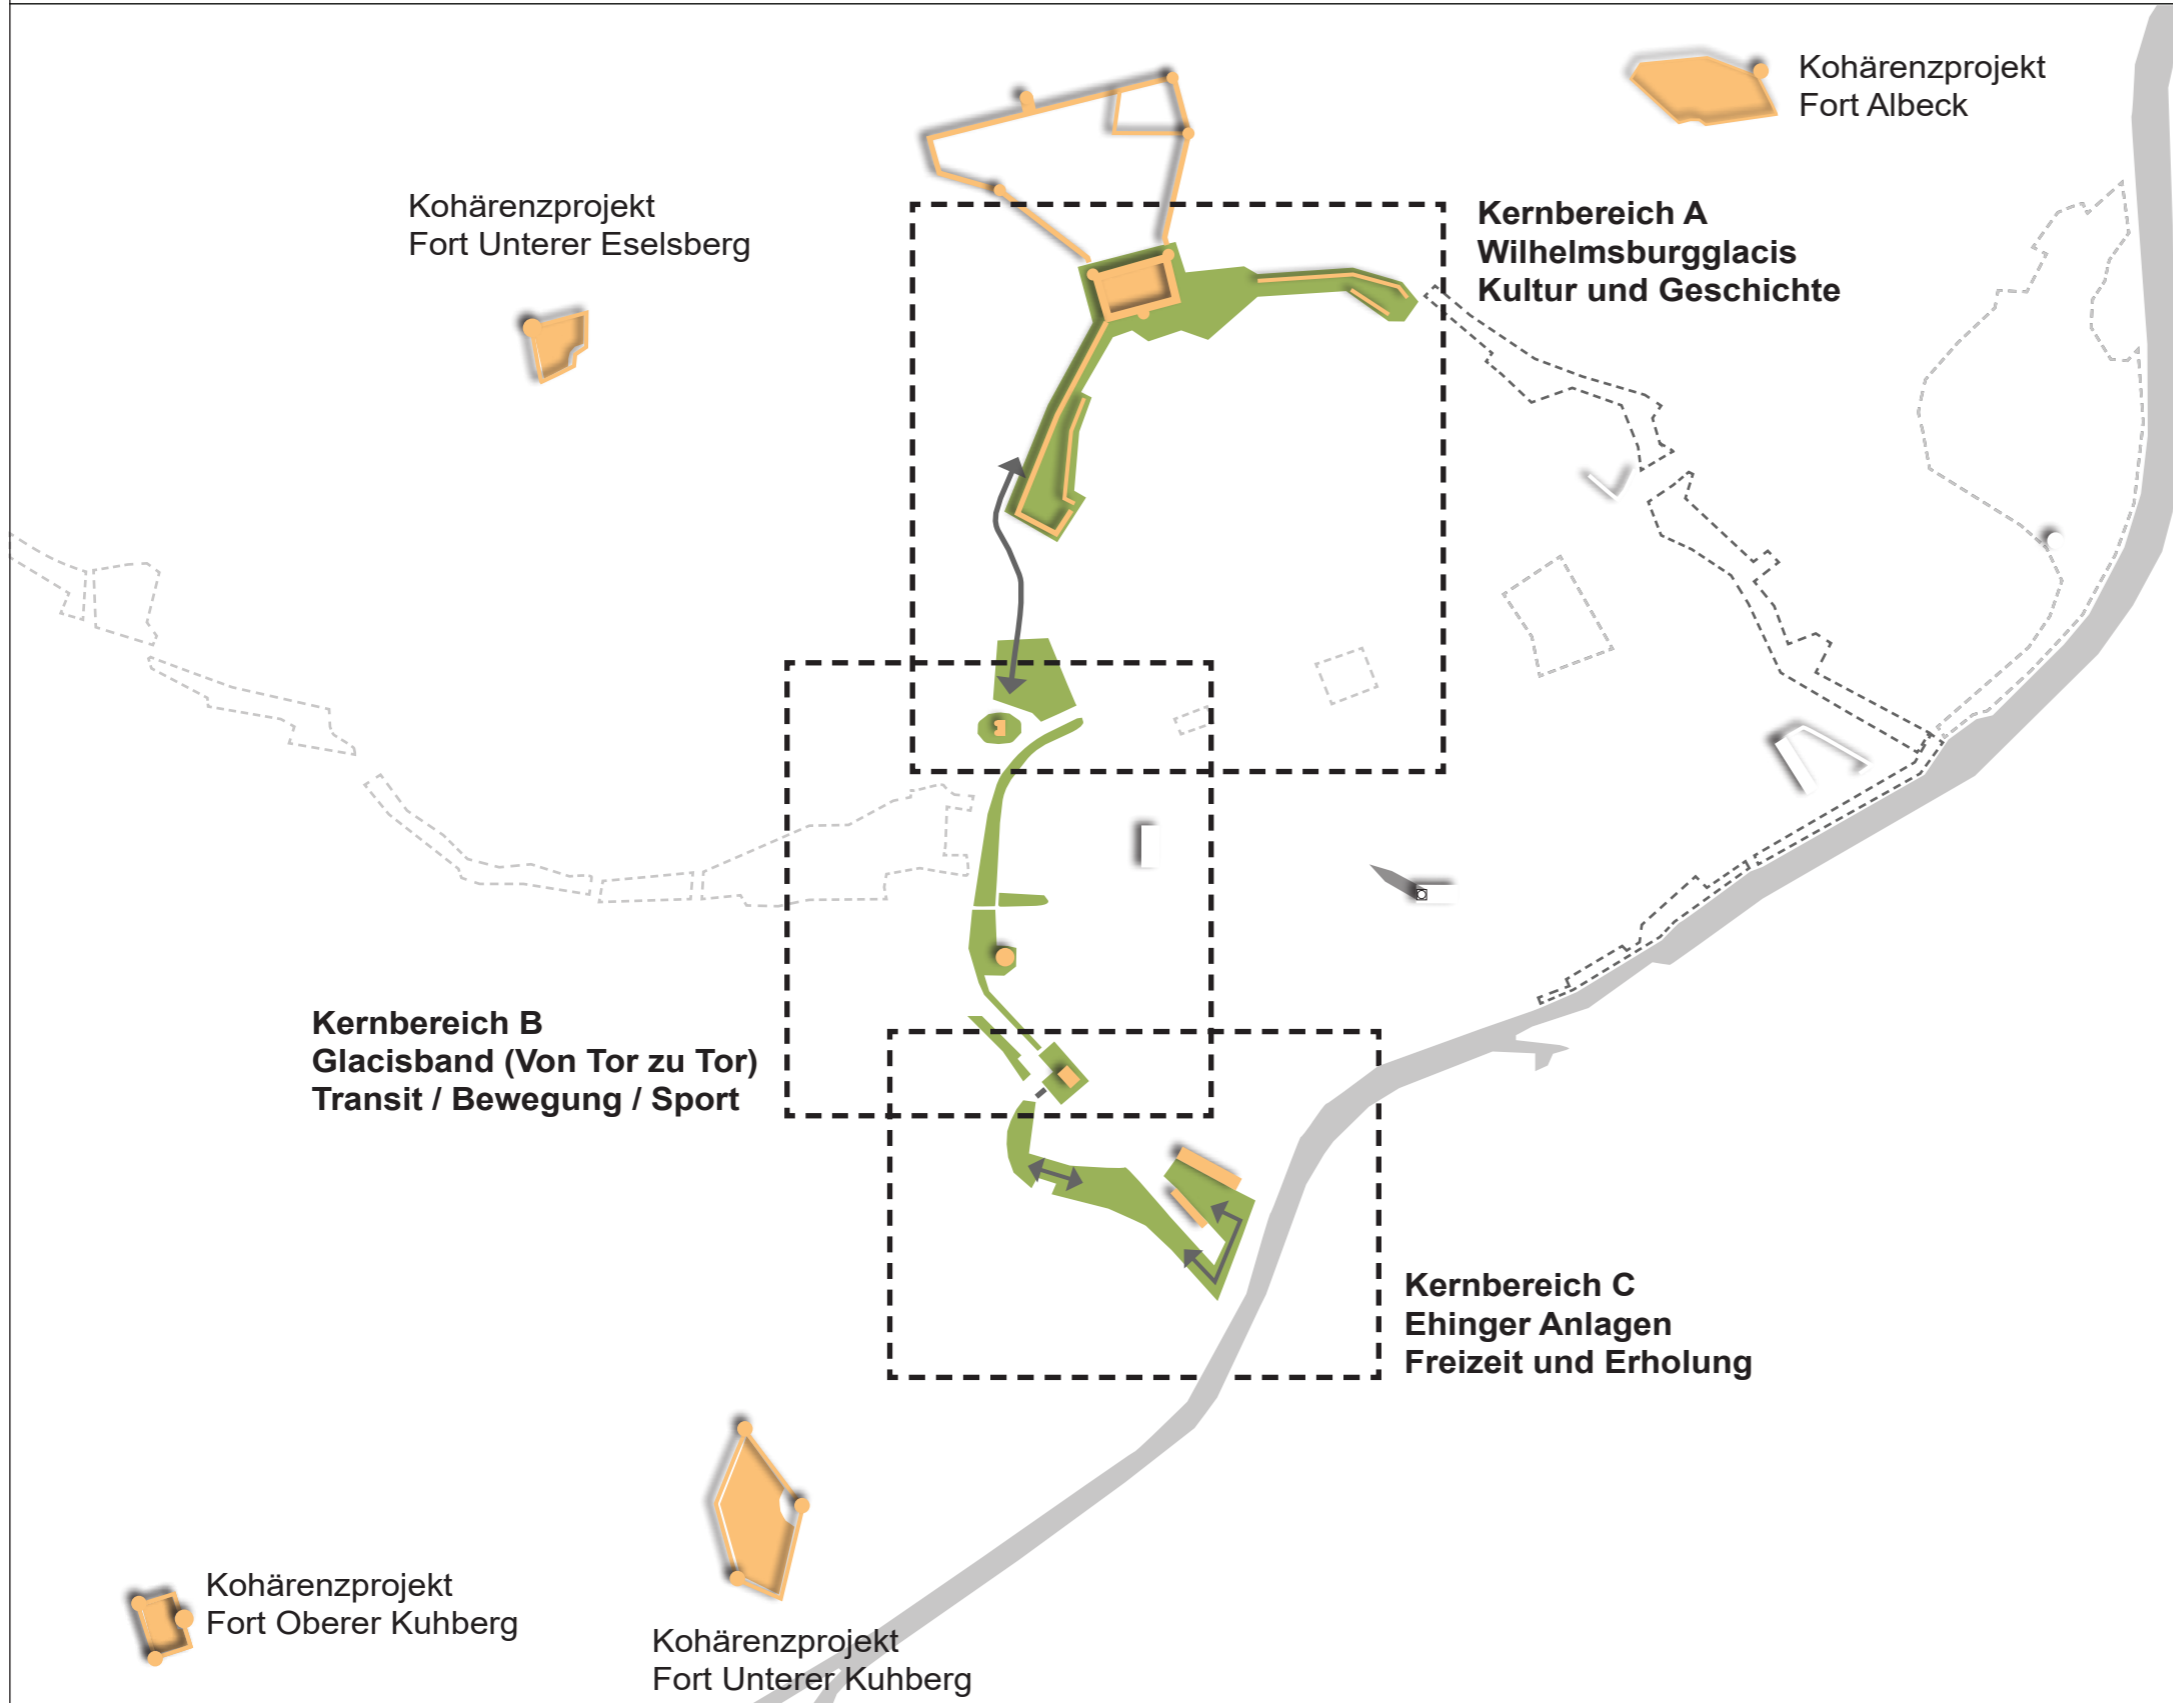 Kohärenzprojekt
Fort Albeck
Kohärenzprojekt
Fort Unterer Eselsberg
Kernbereich A
Wilhelmsburgglacis
Kultur und Geschichte
Kernbereich B
Glacisband (Von Tor zu Tor)
Transit / Bewegung / Sport
Kernbereich C
Ehinger Anlagen
Freizeit und Erholung
Kohärenzprojekt
Fort Oberer Kuhberg
Kohärenzprojekt
Fort Unterer Kuhberg